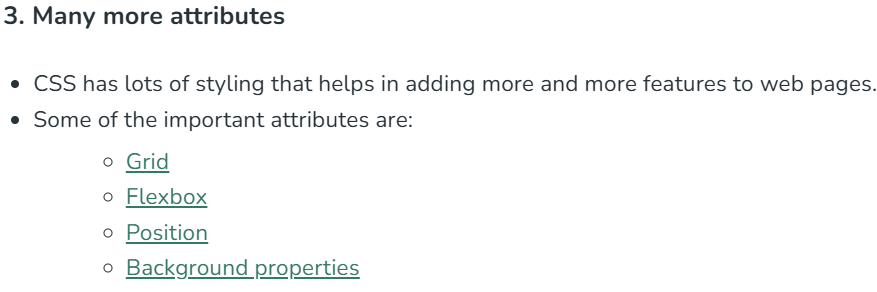 3. Many more attributes
• CSS has lots of styling that helps in adding more and more features to web pages.
• Some of the important attributes are:
◦ Grid
◦ Flexbox
◦ Position
◦ Background properties